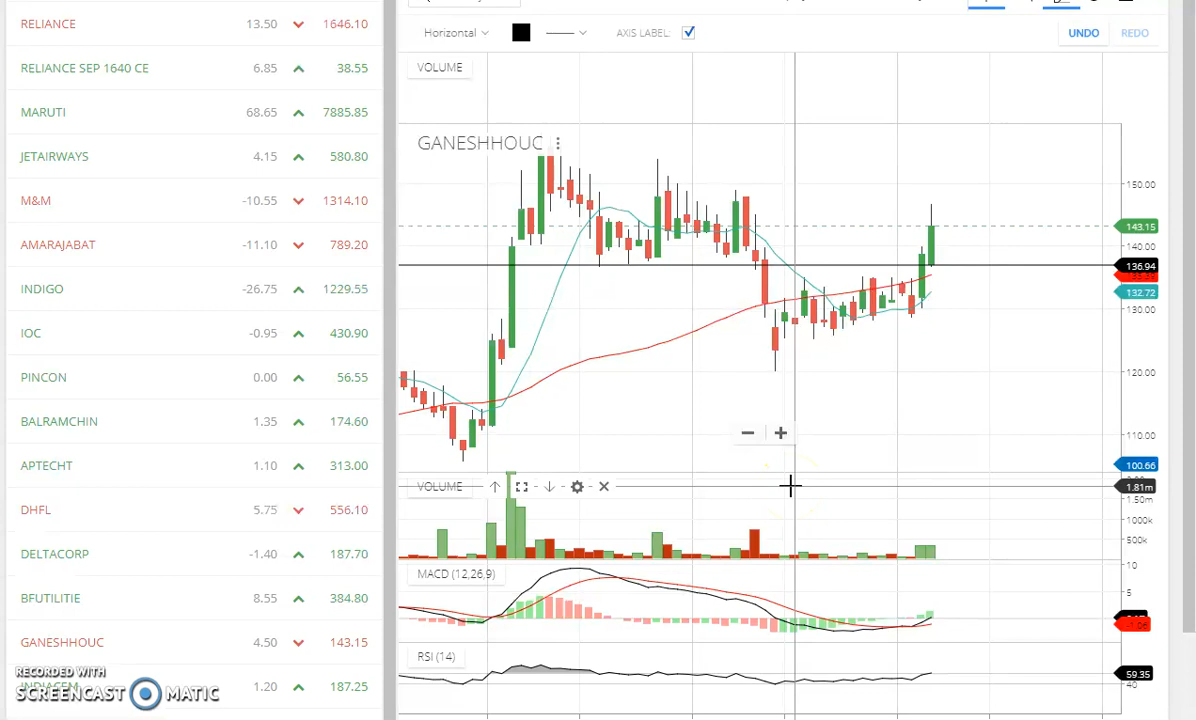 RELIANCE 13.50 1646.10
RELIANCE SEP 1640 CE 6.85 38.55
MARUTI 68.65 7885.85
JETAIRWAYS 4.15 580.80
M&M -10.55 1314.10
AMARAJABAT -11.10 789.20
INDIGO -26.75 1229.55
IOC -0.95 430.90
PINCON 0.00 56.55
BALRAMCHIN 1.35 174.60
APTECHT 1.10 313.00
DHFL 5.75 556.10
DELTACORP -1.40 187.70
BFUTILITIE 8.55 384.80
GANESHHOUC 4.50 143.15
RECORDED WITH
SCREENCAST MATIC
1.20 187.25
Horizontal AXIS LABEL: UNDO REDO
VOLUME
GANESHHOUC
150.00
143.15
140.00
136.94
132.72
130.00
120.00
110.00
100.66
VOLUME
1.81m
1.50m
1000k
500k
MACD (12,26,9)
10
5
-1.06
RSI (14)
59.35
40